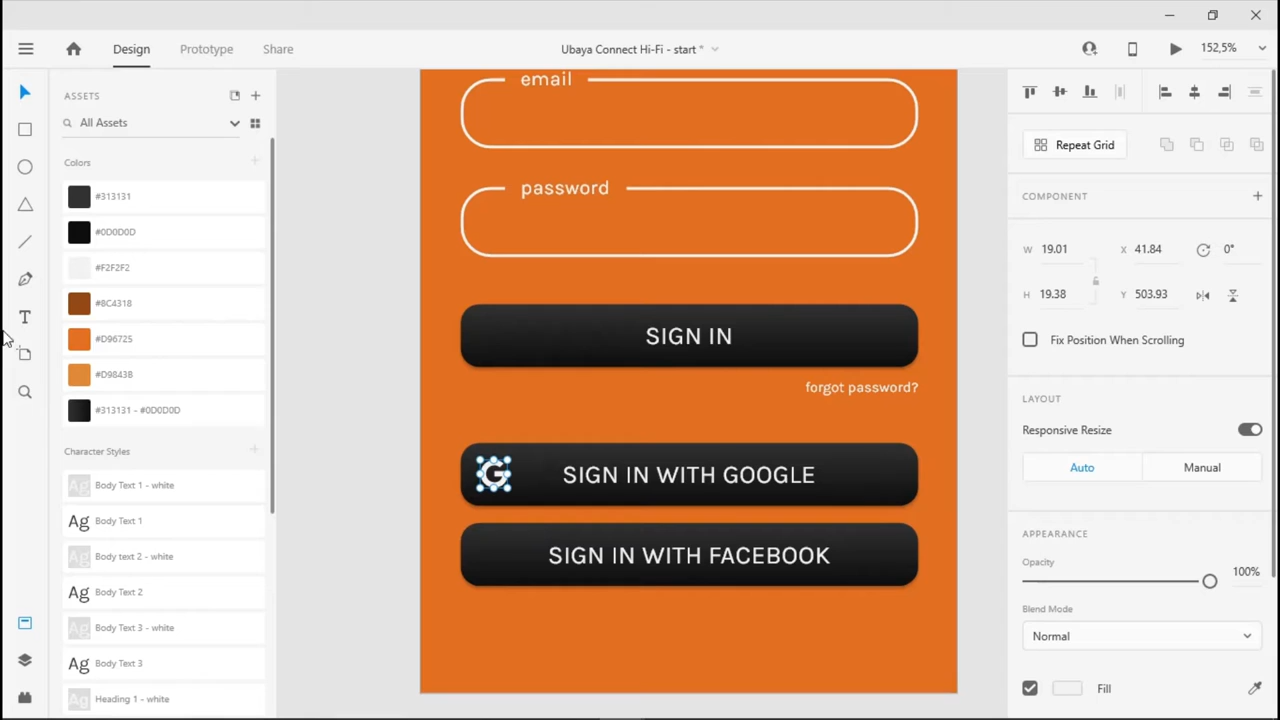 Design
Prototype
Share
Ubaya Connect Hi-Fi - start *
152,5%
ASSETS
All Assets
Colors
#313131
#0D0D0D
#F2F2F2
#8C4318
#D96725
#D9843B
#313131 - #0D0D0D
Character Styles
Ag Body Text 1 - white
Ag Body Text 1
Ag Body text 2 - white
Ag Body Text 2
Ag Body Text 3 - white
Ag Body Text 3
Ag Heading 1 - white
email
password
SIGN IN
forgot password?
G SIGN IN WITH GOOGLE
SIGN IN WITH FACEBOOK
Repeat Grid
COMPONENT
W 19.01 X 41.84 0°
H 19.38 Y 503.93
Fix Position When Scrolling
LAYOUT
Responsive Resize
Auto Manual
APPEARANCE
Opacity
100%
Blend Mode
Normal
Fill